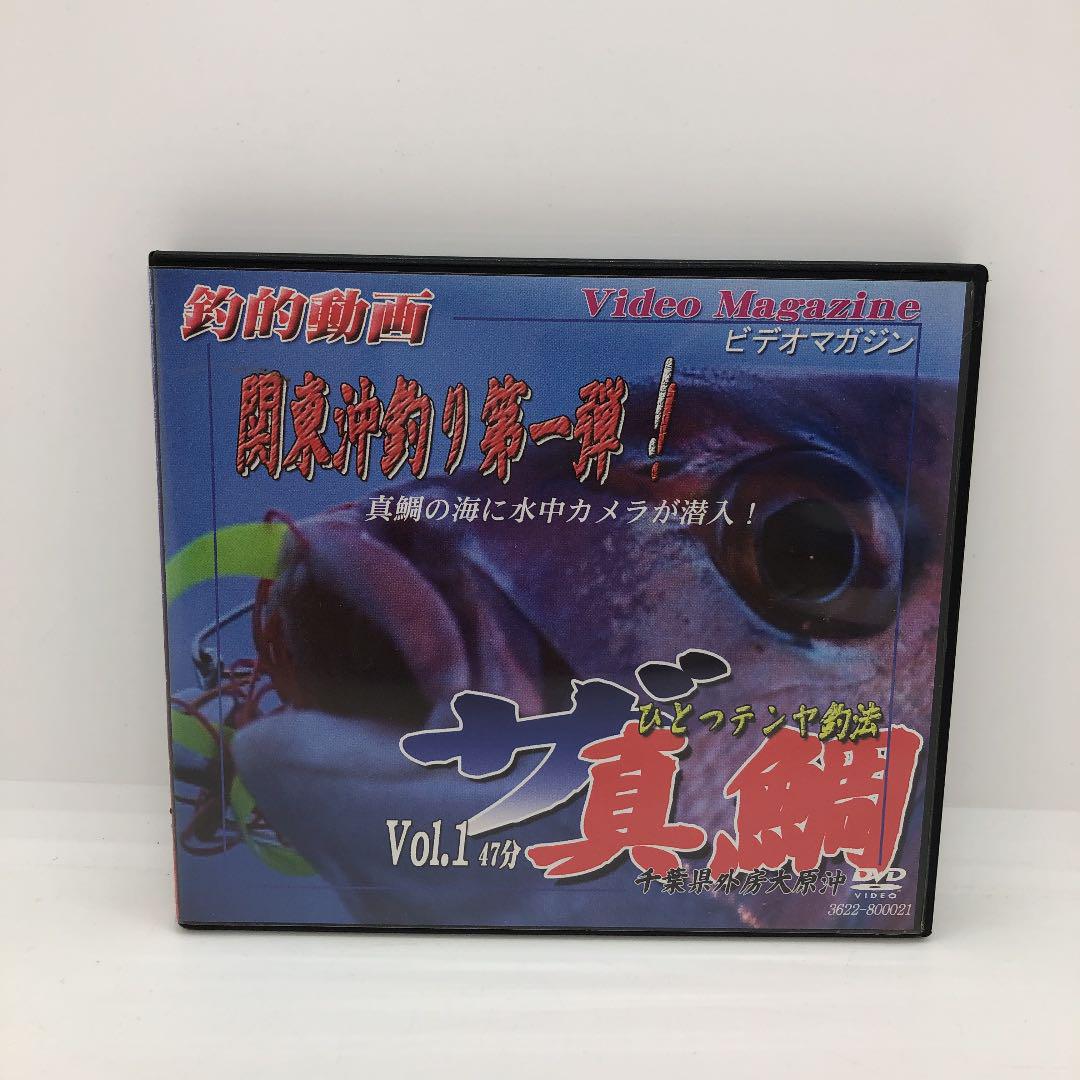 釣的動画
Video Magazine
ビデオマガジン
関東沖釣り第一弾!
真鯛の海に水中カメラが潜入!
ひとつテンヤ釣法
ザ真鯛
Vol.1 47分
千葉県外房大原沖
DVD
VIDEO
3622-800021